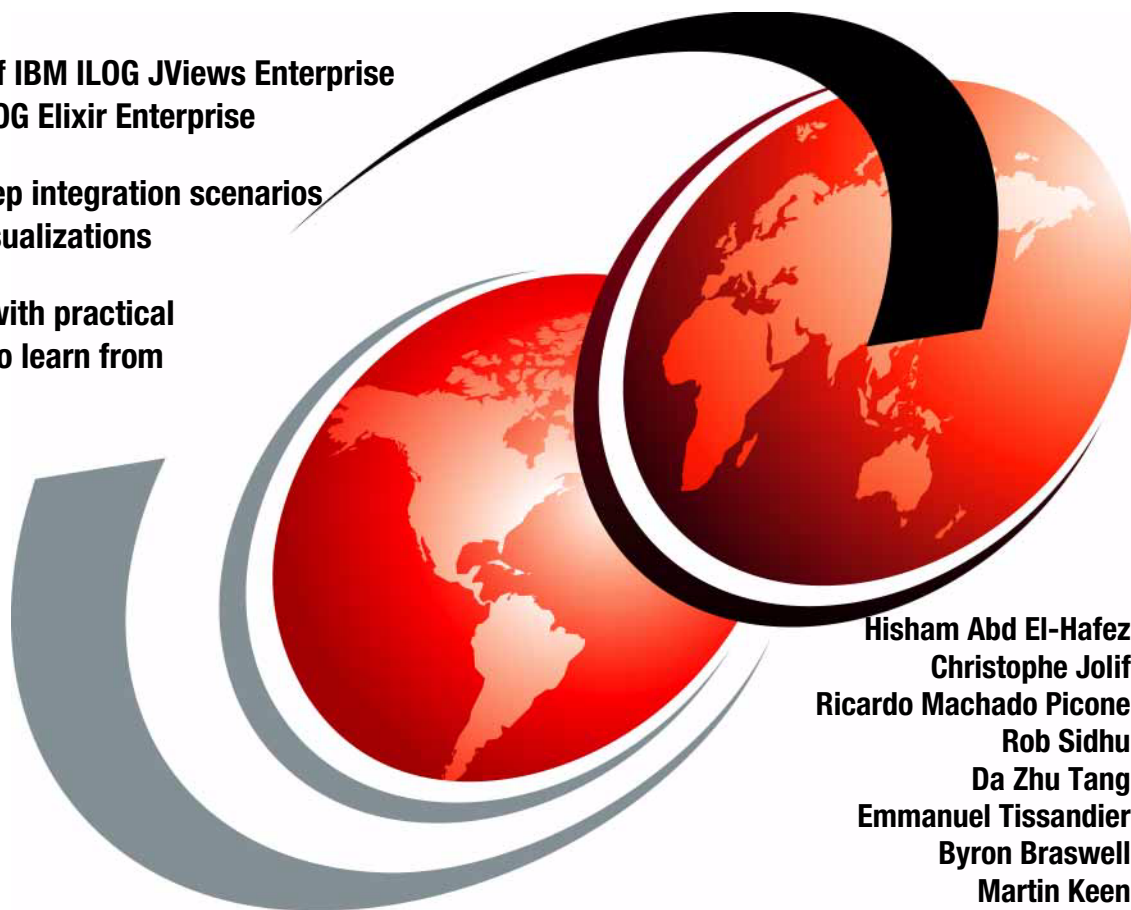 f IBM ILOG JViews Enterprise
OG Elixir Enterprise
ep integration scenarios
sualizations
with practical
o learn from
Hisham Abd El-Hafez
Christophe Jolif
Ricardo Machado Picone
Rob Sidhu
Da Zhu Tang
Emmanuel Tissandier
Byron Braswell
Martin Keen